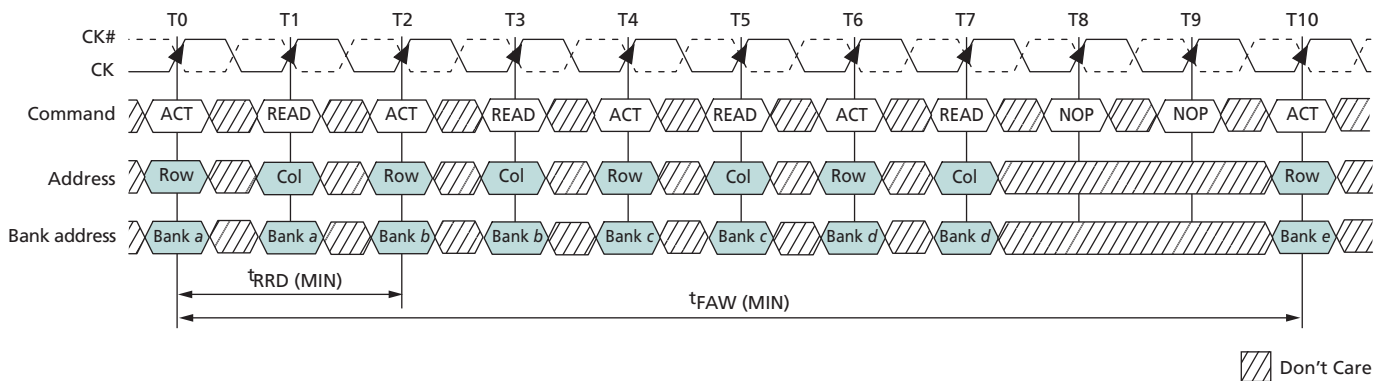 T0 T1 T2 T3 T4 T5 T6 T7 T8 T9 T10
CK#
CK
Command ACT READ ACT READ ACT READ ACT READ NOP NOP ACT
Address Row Col Row Col Row Col Row Col Row
Bank address Bank a Bank a Bank b Bank b Bank c Bank c Bank d Bank d Bank e
tRRD (MIN)
tFAW (MIN)
Don't Care